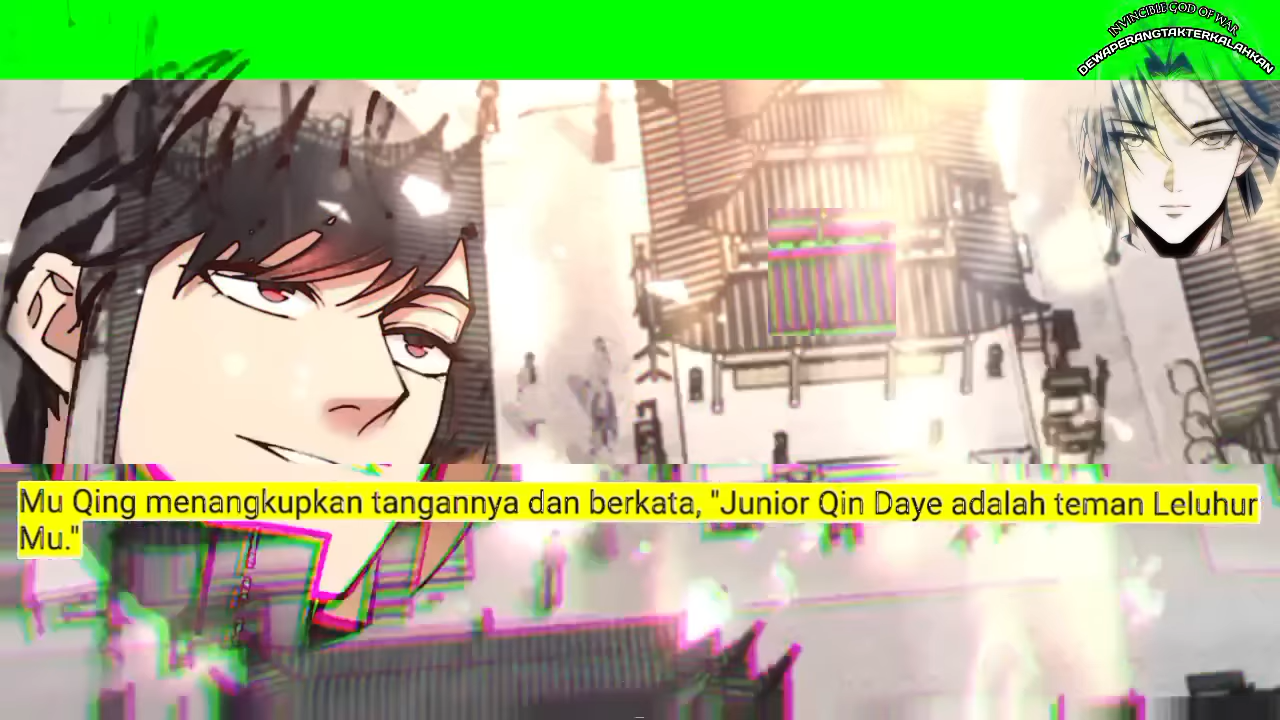 INVINCIBLE GOD OF WAR
DEWAPERANGTAKTERKALAHKAN
Mu Qing menangkupkan tangannya dan berkata, "Junior Qin Daye adalah teman Leluhur
Mu."